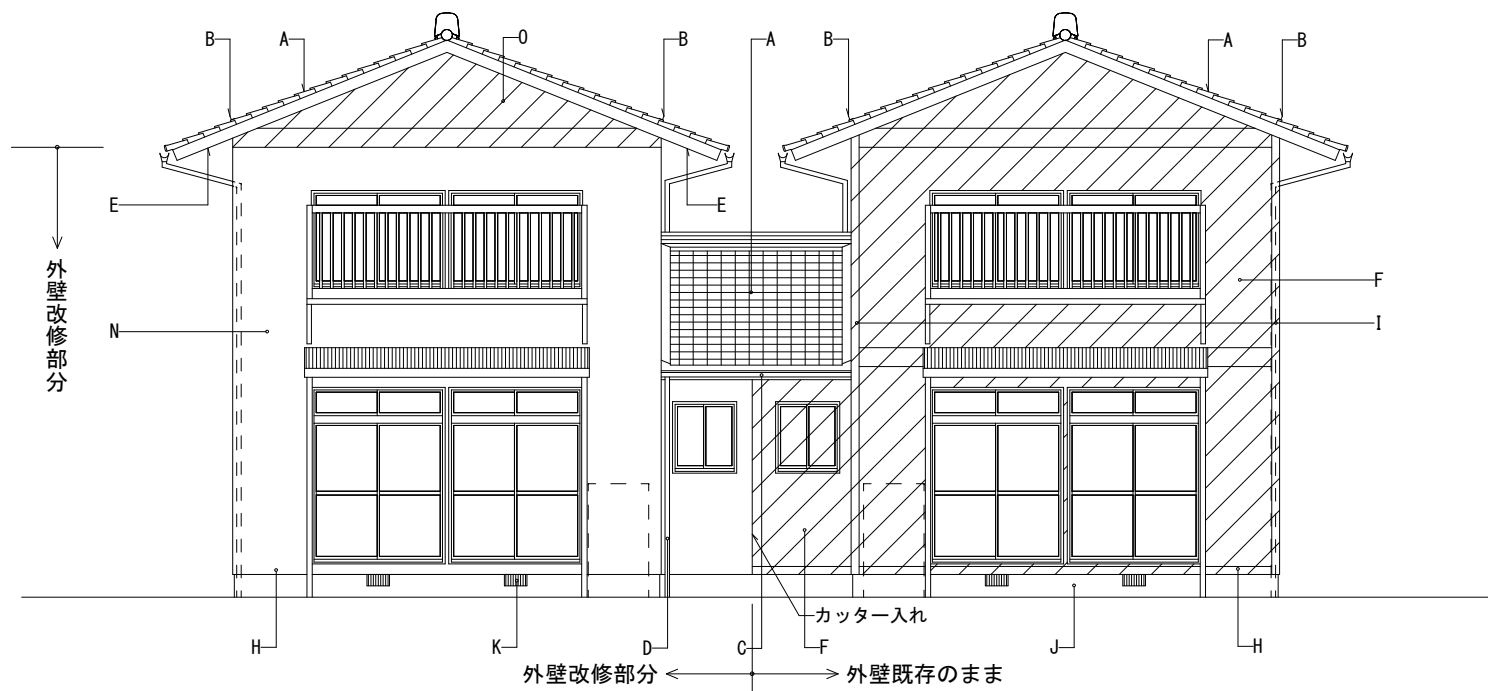 B A O B A B A B
E E
外壁改修部分
N F
I
カッター入れ
H K D C F J H
外壁改修部分 外壁既存のまま